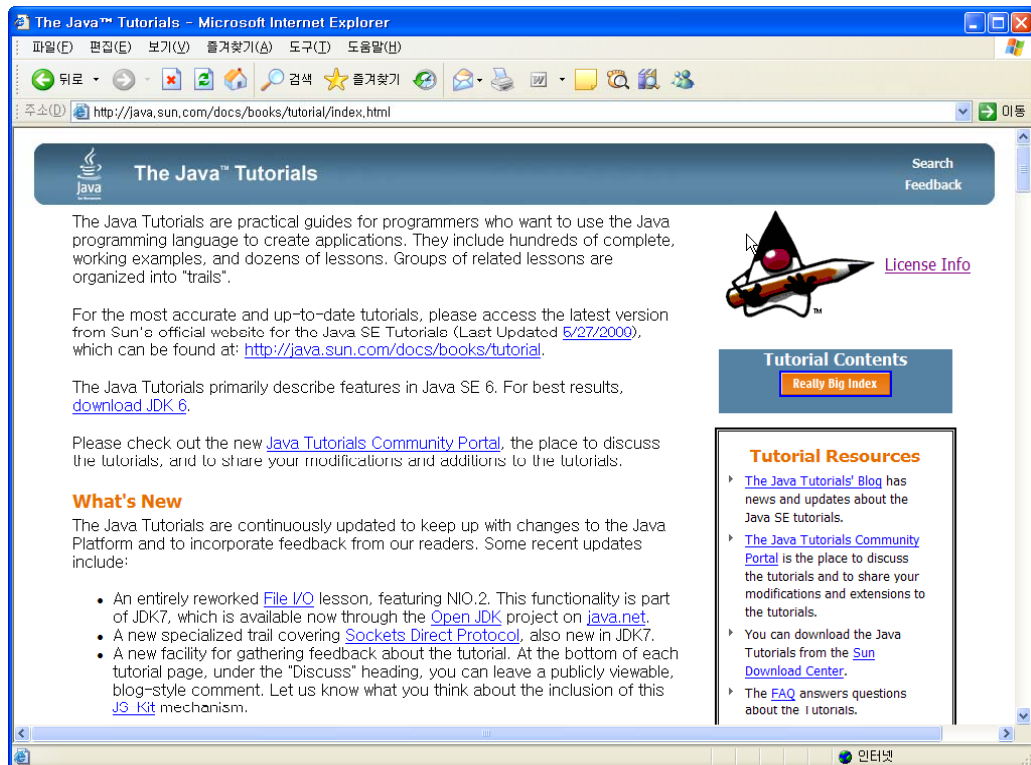 The Java™ Tutorials - Microsoft Internet Explorer
파일(F) 편집(E) 보기(V) 즐겨찾기(A) 도구(T) 도움말(H)
뒤로 검색 즐겨찾기
주소(D) http://java.sun.com/docs/books/tutorial/index.html 이동
Java
The Java™ Tutorials
Search
Feedback
The Java Tutorials are practical guides for programmers who want to use the Java
programming language to create applications. They include hundreds of complete,
working examples, and dozens of lessons. Groups of related lessons are
organized into "trails".
For the most accurate and up-to-date tutorials, please access the latest version
from Sun's official website for the Java SE Tutorials (Last Updated 5/27/2009),
which can be found at: http://java.sun.com/docs/books/tutorial.
The Java Tutorials primarily describe features in Java SE 6. For best results,
download JDK 6.
Please check out the new Java Tutorials Community Portal, the place to discuss
the tutorials, and to share your modifications and additions to the tutorials.
What's New
The Java Tutorials are continuously updated to keep up with changes to the Java
Platform and to incorporate feedback from our readers. Some recent updates
include:
• An entirely reworked File I/O lesson, featuring NIO.2. This functionality is part
of JDK7, which is available now through the Open JDK project on java.net.
• A new specialized trail covering Sockets Direct Protocol, also new in JDK7.
• A new facility for gathering feedback about the tutorial. At the bottom of each
tutorial page, under the "Discuss" heading, you can leave a publicly viewable,
blog-style comment. Let us know what you think about the inclusion of this
JS-Kit mechanism.
TM
License Info
Tutorial Contents
Really Big Index
Tutorial Resources
The Java Tutorials' Blog has
news and updates about the
Java SE tutorials.
The Java Tutorials Community
Portal is the place to discuss
the tutorials and to share your
modifications and extensions to
the tutorials.
You can download the Java
Tutorials from the Sun
Download Center.
The FAQ answers questions
about the Tutorials.
인터넷